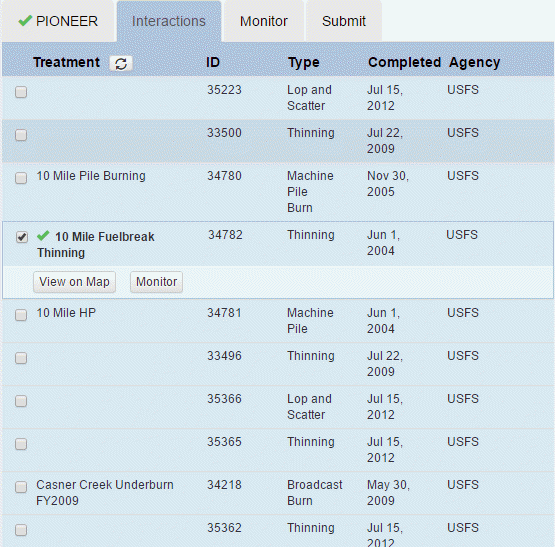 PIONEER Interactions Monitor Submit
Treatment ID Type Completed Agency
35223 Lop and Jul 15, USFS
Scatter 2012
33500 Thinning Jul 22, USFS
2009
10 Mile Pile Burning 34780 Machine Nov 30, USFS
Pile 2005
Burn
10 Mile Fuelbreak 34782 Thinning Jun 1, USFS
Thinning 2004
View on Map Monitor
10 Mile HP 34781 Machine Jun 1, USFS
Pile 2004
33496 Thinning Jul 22, USFS
2009
35366 Lop and Jul 15, USFS
Scatter 2012
35365 Thinning Jul 15, USFS
2012
Casner Creek Underburn 34218 Broadcast May 30, USFS
FY2009 Burn 2009
35362 Thinning Jul 15, USFS
2012